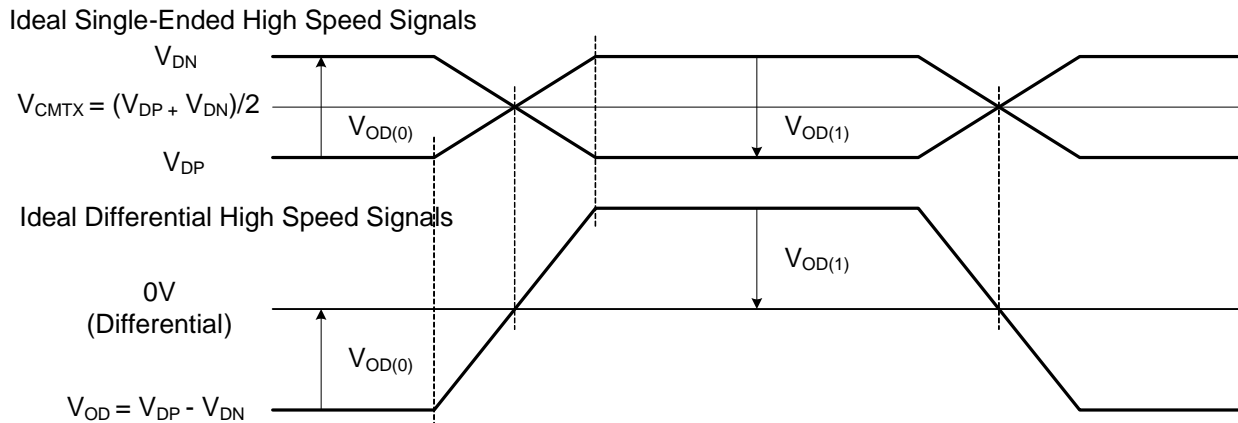 Ideal Single-Ended High Speed Signals
VDN
VCMTX = (VDP + VDN)/2
VOD(0)
VOD(1)
VDP
Ideal Differential High Speed Signals
VOD(1)
0V
(Differential)
VOD(0)
VOD = VDP - VDN